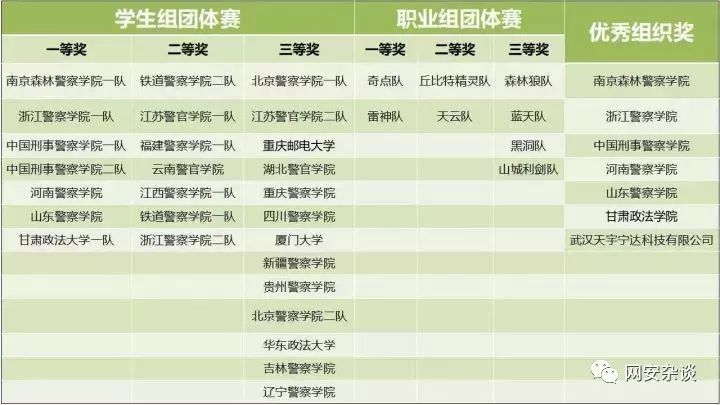 学生组团体赛 职业组团体赛 优秀组织奖
一等奖 二等奖 三等奖 一等奖 二等奖 三等奖
南京森林警察学院一队 铁道警察学院二队 北京警察学院一队 奇点队 丘比特精灵队 森林狼队 南京森林警察学院
浙江警察学院一队 江苏警官学院一队 江苏警官学院二队 雷神队 天云队 蓝天队 浙江警察学院
中国刑事警察学院一队 福建警察学院一队 重庆邮电大学 黑洞队 中国刑事警察学院
中国刑事警察学院二队 云南警官学院 湖北警官学院 山城利剑队 河南警察学院
河南警察学院 江西警察学院一队 重庆警察学院 山东警察学院
山东警察学院 铁道警察学院一队 四川警察学院 甘肃政法学院
甘肃政法大学一队 浙江警察学院二队 厦门大学 武汉天宇宁达科技有限公司
新疆警察学院
贵州警察学院
北京警察学院二队
华东政法大学
吉林警察学院
辽宁警察学院
网安杂谈